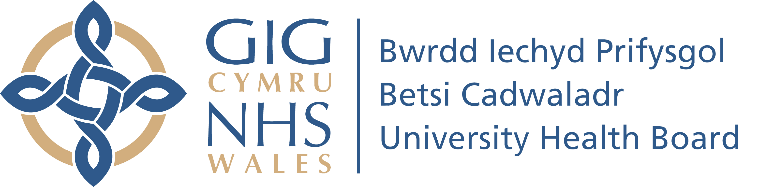 GIG
CYMRU
NHS
WALES
Bwrdd Iechyd Prifysgol
Betsi Cadwaladr
University Health Board